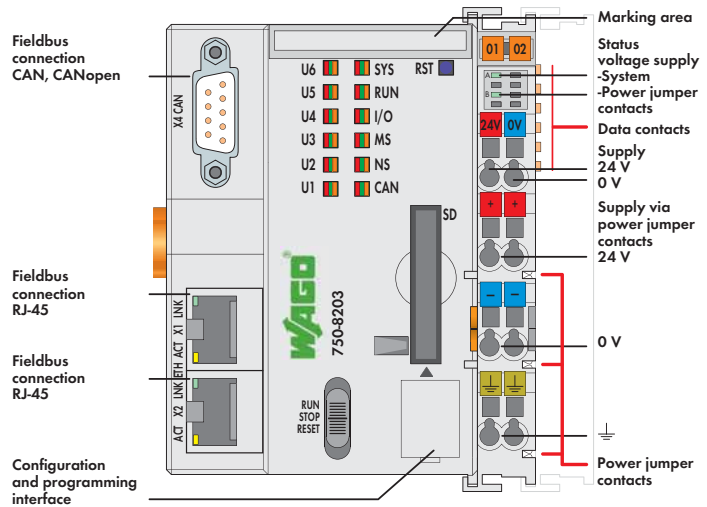 Fieldbus
connection
CAN, CANopen
Fieldbus
connection
RJ-45
Fieldbus
connection
RJ-45
Configuration
and programming
interface
X4 CAN
U6 SYS RST
U5 RUN
U4 I/O
U3 MS
U2 NS
U1 CAN
SD
WAGO
750-8203
ACT X1 LNK
ETH
ACT X2 LNK
RUN
STOP
RESET
01 02
A
B
24V 0V
+ +
− −
Marking area
Status
voltage supply
-System
-Power jumper
contacts
Data contacts
Supply
24 V
0 V
Supply via
power jumper
contacts
24 V
0 V
Power jumper
contacts